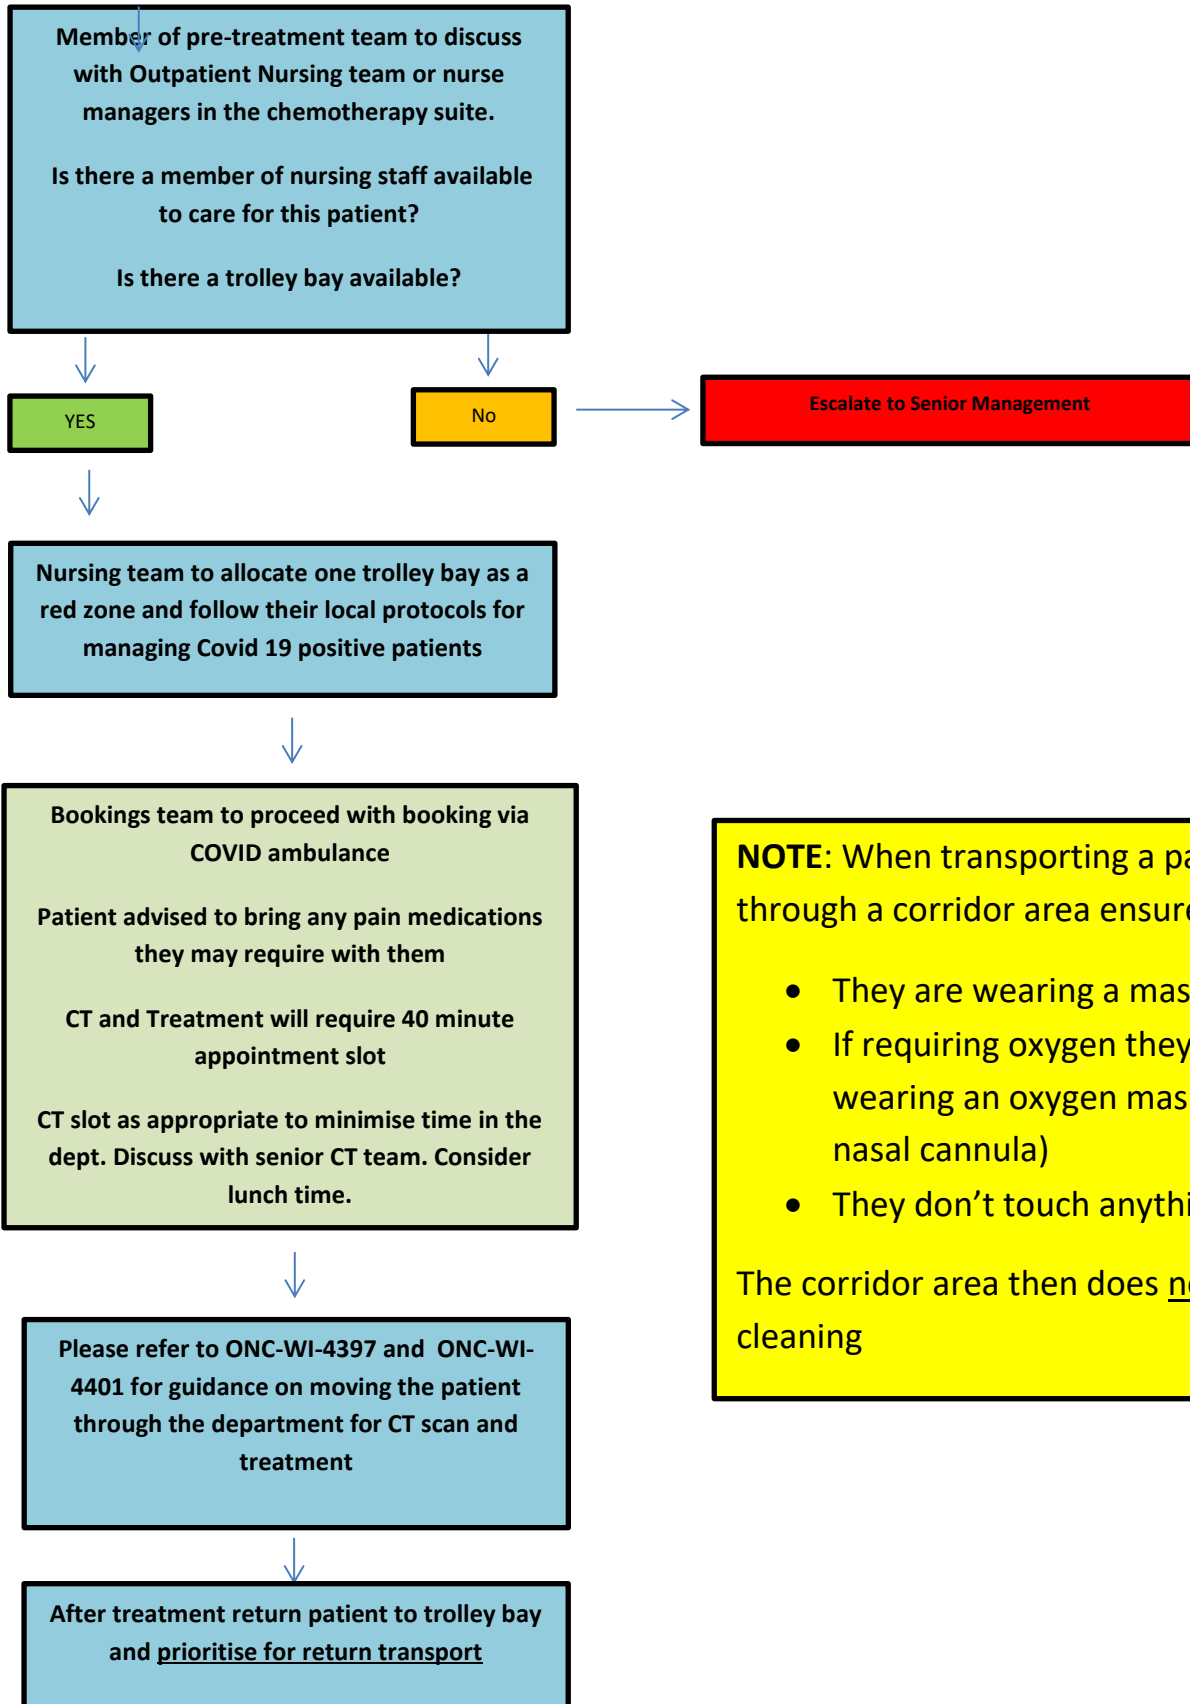 Member of pre-treatment team to discuss
with Outpatient Nursing team or nurse
managers in the chemotherapy suite.
Is there a member of nursing staff available
to care for this patient?
Is there a trolley bay available?
YES
No
Escalate to Senior Management
Nursing team to allocate one trolley bay as a
red zone and follow their local protocols for
managing Covid 19 positive patients
Bookings team to proceed with booking via
COVID ambulance
Patient advised to bring any pain medications
they may require with them
CT and Treatment will require 40 minute
appointment slot
CT slot as appropriate to minimise time in the
dept. Discuss with senior CT team. Consider
lunch time.
NOTE: When transporting a pa
through a corridor area ensure
• They are wearing a mas
• If requiring oxygen they
wearing an oxygen mas
nasal cannula)
• They don’t touch anythi
The corridor area then does
cleaning
Please refer to ONC-WI-4397 and ONC-WI-
4401 for guidance on moving the patient
through the department for CT scan and
treatment
After treatment return patient to trolley bay
and prioritise for return transport